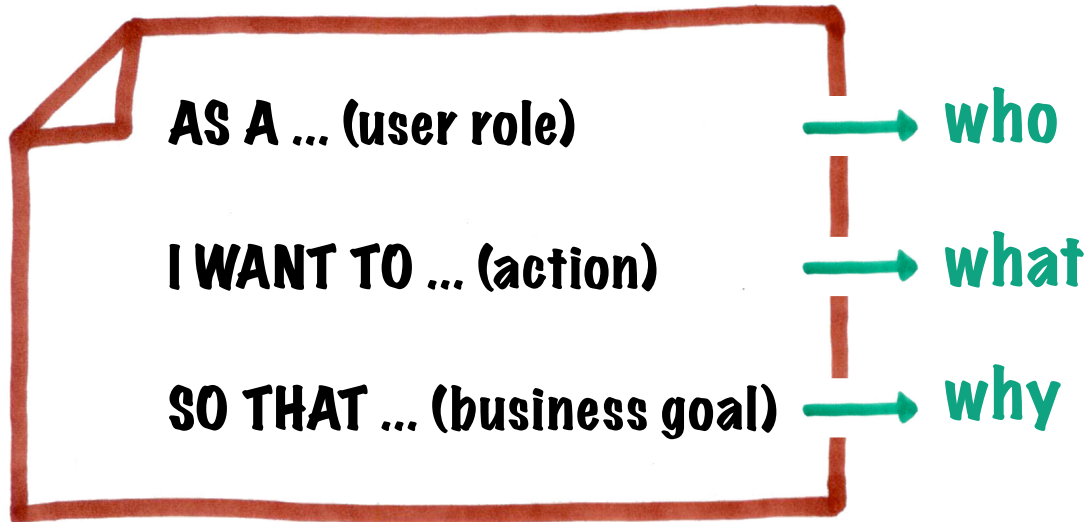 AS A ... (user role) who
I WANT TO ... (action) what
SO THAT ... (business goal) why